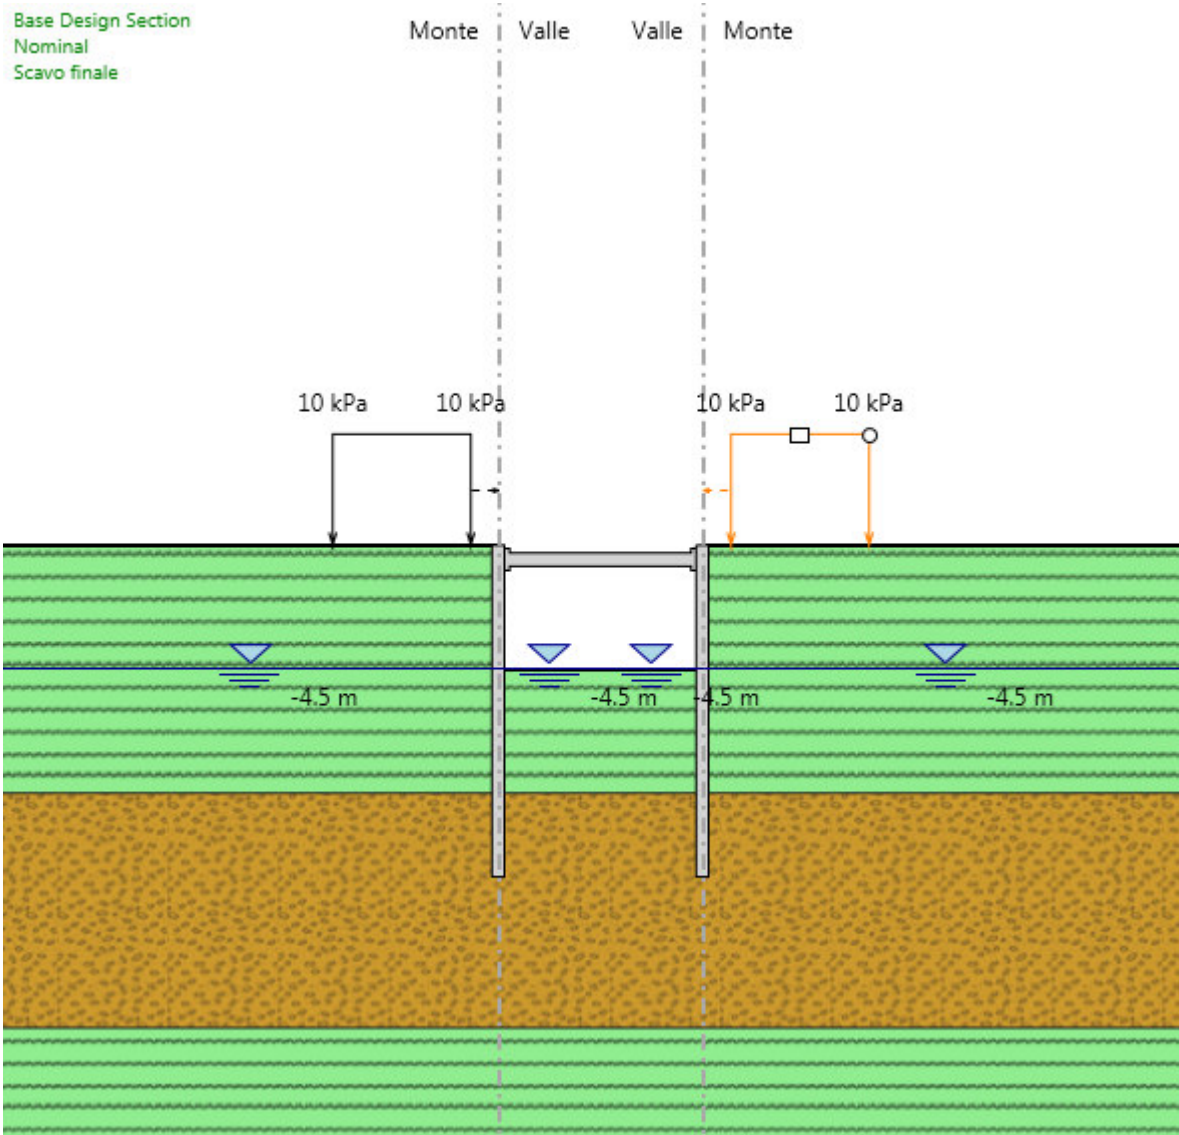 Base Design Section
Nominal
Scavo finale
Monte Valle Valle Monte
10 kPa 10 kPa 10 kPa 10 kPa
-4.5 m -4.5 m -4.5 m -4.5 m